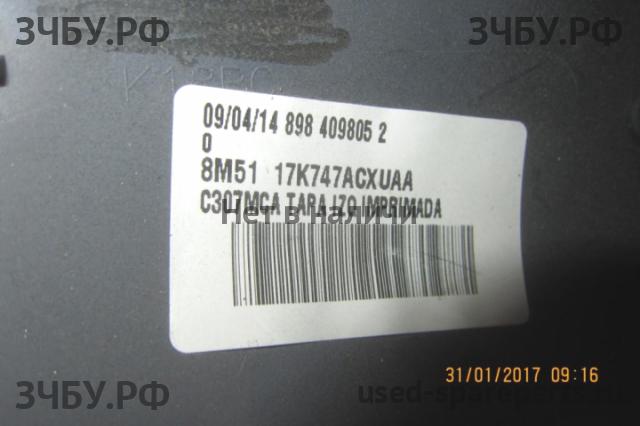 ЗЧБУ.РФ
ЗЧБУ.РФ
09/04/14 898 409805 2
0
8M51 17K747ACXUAA
C307MCA TARA IZQ IMPRIMADA
Нет в наличии
31/01/2017 09:16
ЗЧБУ.РФ
used-spareparts.ru